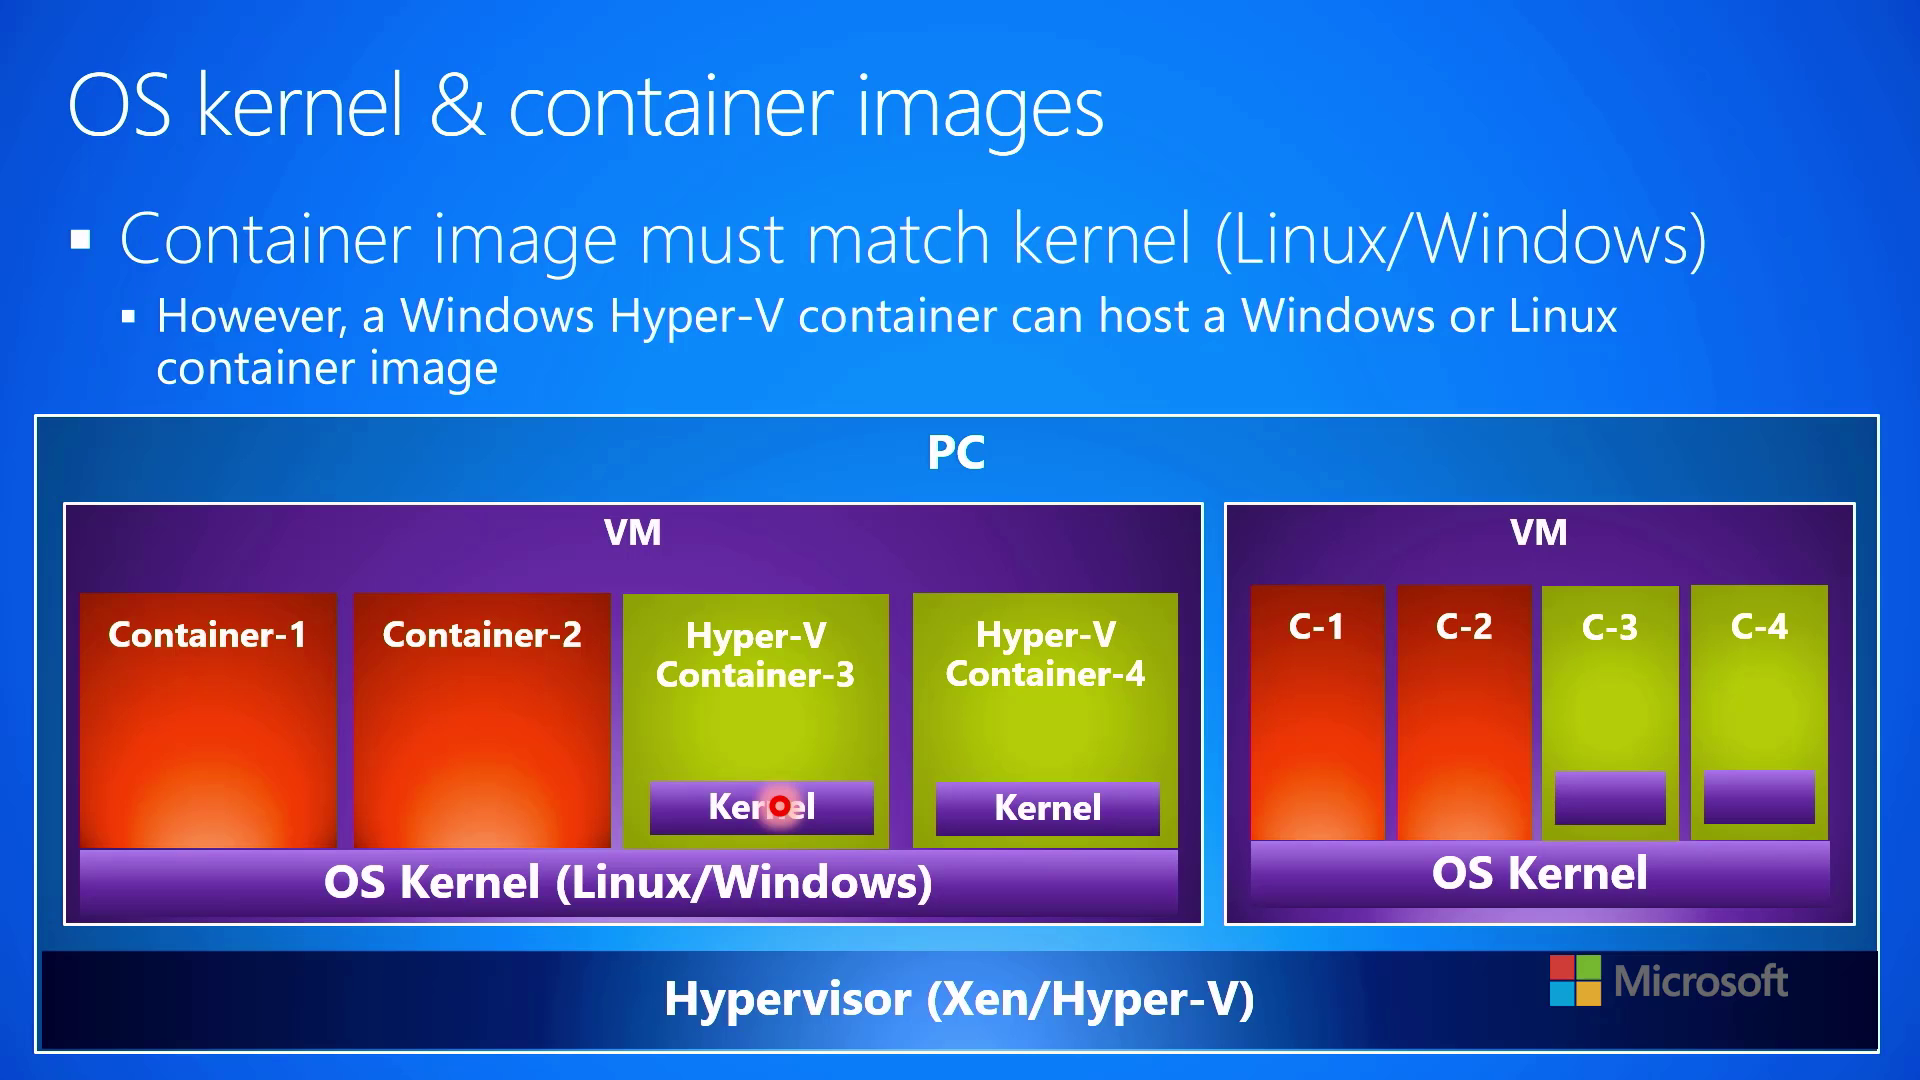 OS kernel & container images
Container image must match kernel (Linux/Windows)
However, a Windows Hyper-V container can host a Windows or Linux
container image
PC
VM
Container-1
Container-2
Hyper-V
Container-3
Kernel
Hyper-V
Container-4
Kernel
OS Kernel (Linux/Windows)
VM
C-1
C-2
C-3
C-4
OS Kernel
Hypervisor (Xen/Hyper-V)
Microsoft